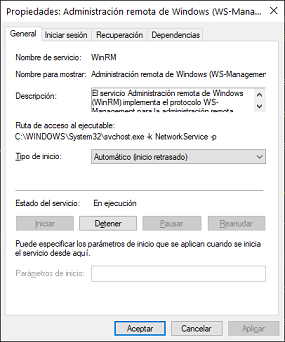 Propiedades: Administración remota de Windows (WS-Mana...
General
Iniciar sesión
Recuperación
Dependencias
Nombre de servicio: WinRM
Nombre para mostrar: Administración remota de Windows (WS-Managemer
Descripción: El servicio Administración remota de Windows
(WinRM) implementa el protocolo WS-
Management para la administración remota
Ruta de acceso al ejecutable:
C:\WINDOWS\System32\svchost.exe -k NetworkService -p
Tipo de inicio: Automático (inicio retrasado)
Estado del servicio: En ejecución
Iniciar
Detener
Pausar
Reanudar
Puede especificar los parámetros de inicio que se aplican cuando se inicia
el servicio desde aquí.
Parámetros de inicio:
Aceptar
Cancelar
Aplicar